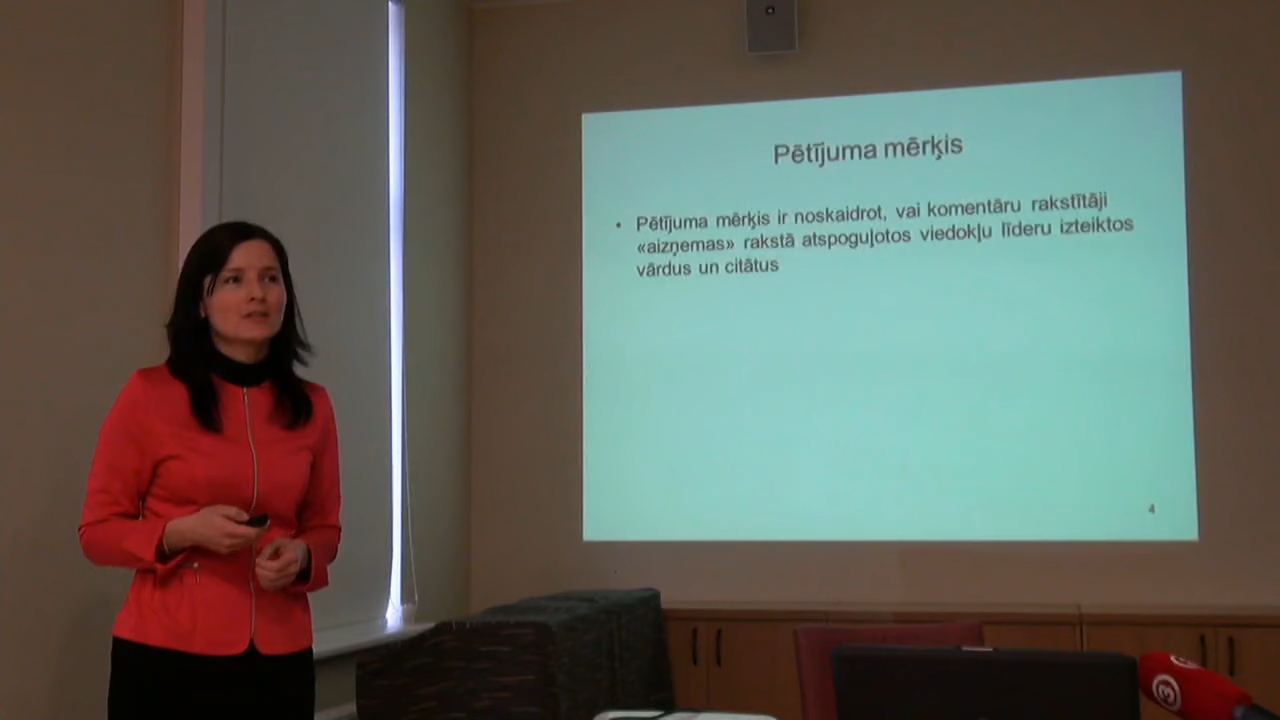 Pētījuma mērķis
• Pētījuma mērķis ir noskaidrot, vai komentāru rakstītāji
«aizņemas» rakstā atspoguļotos viedokļu līderu izteiktos
vārdus un citātus
4